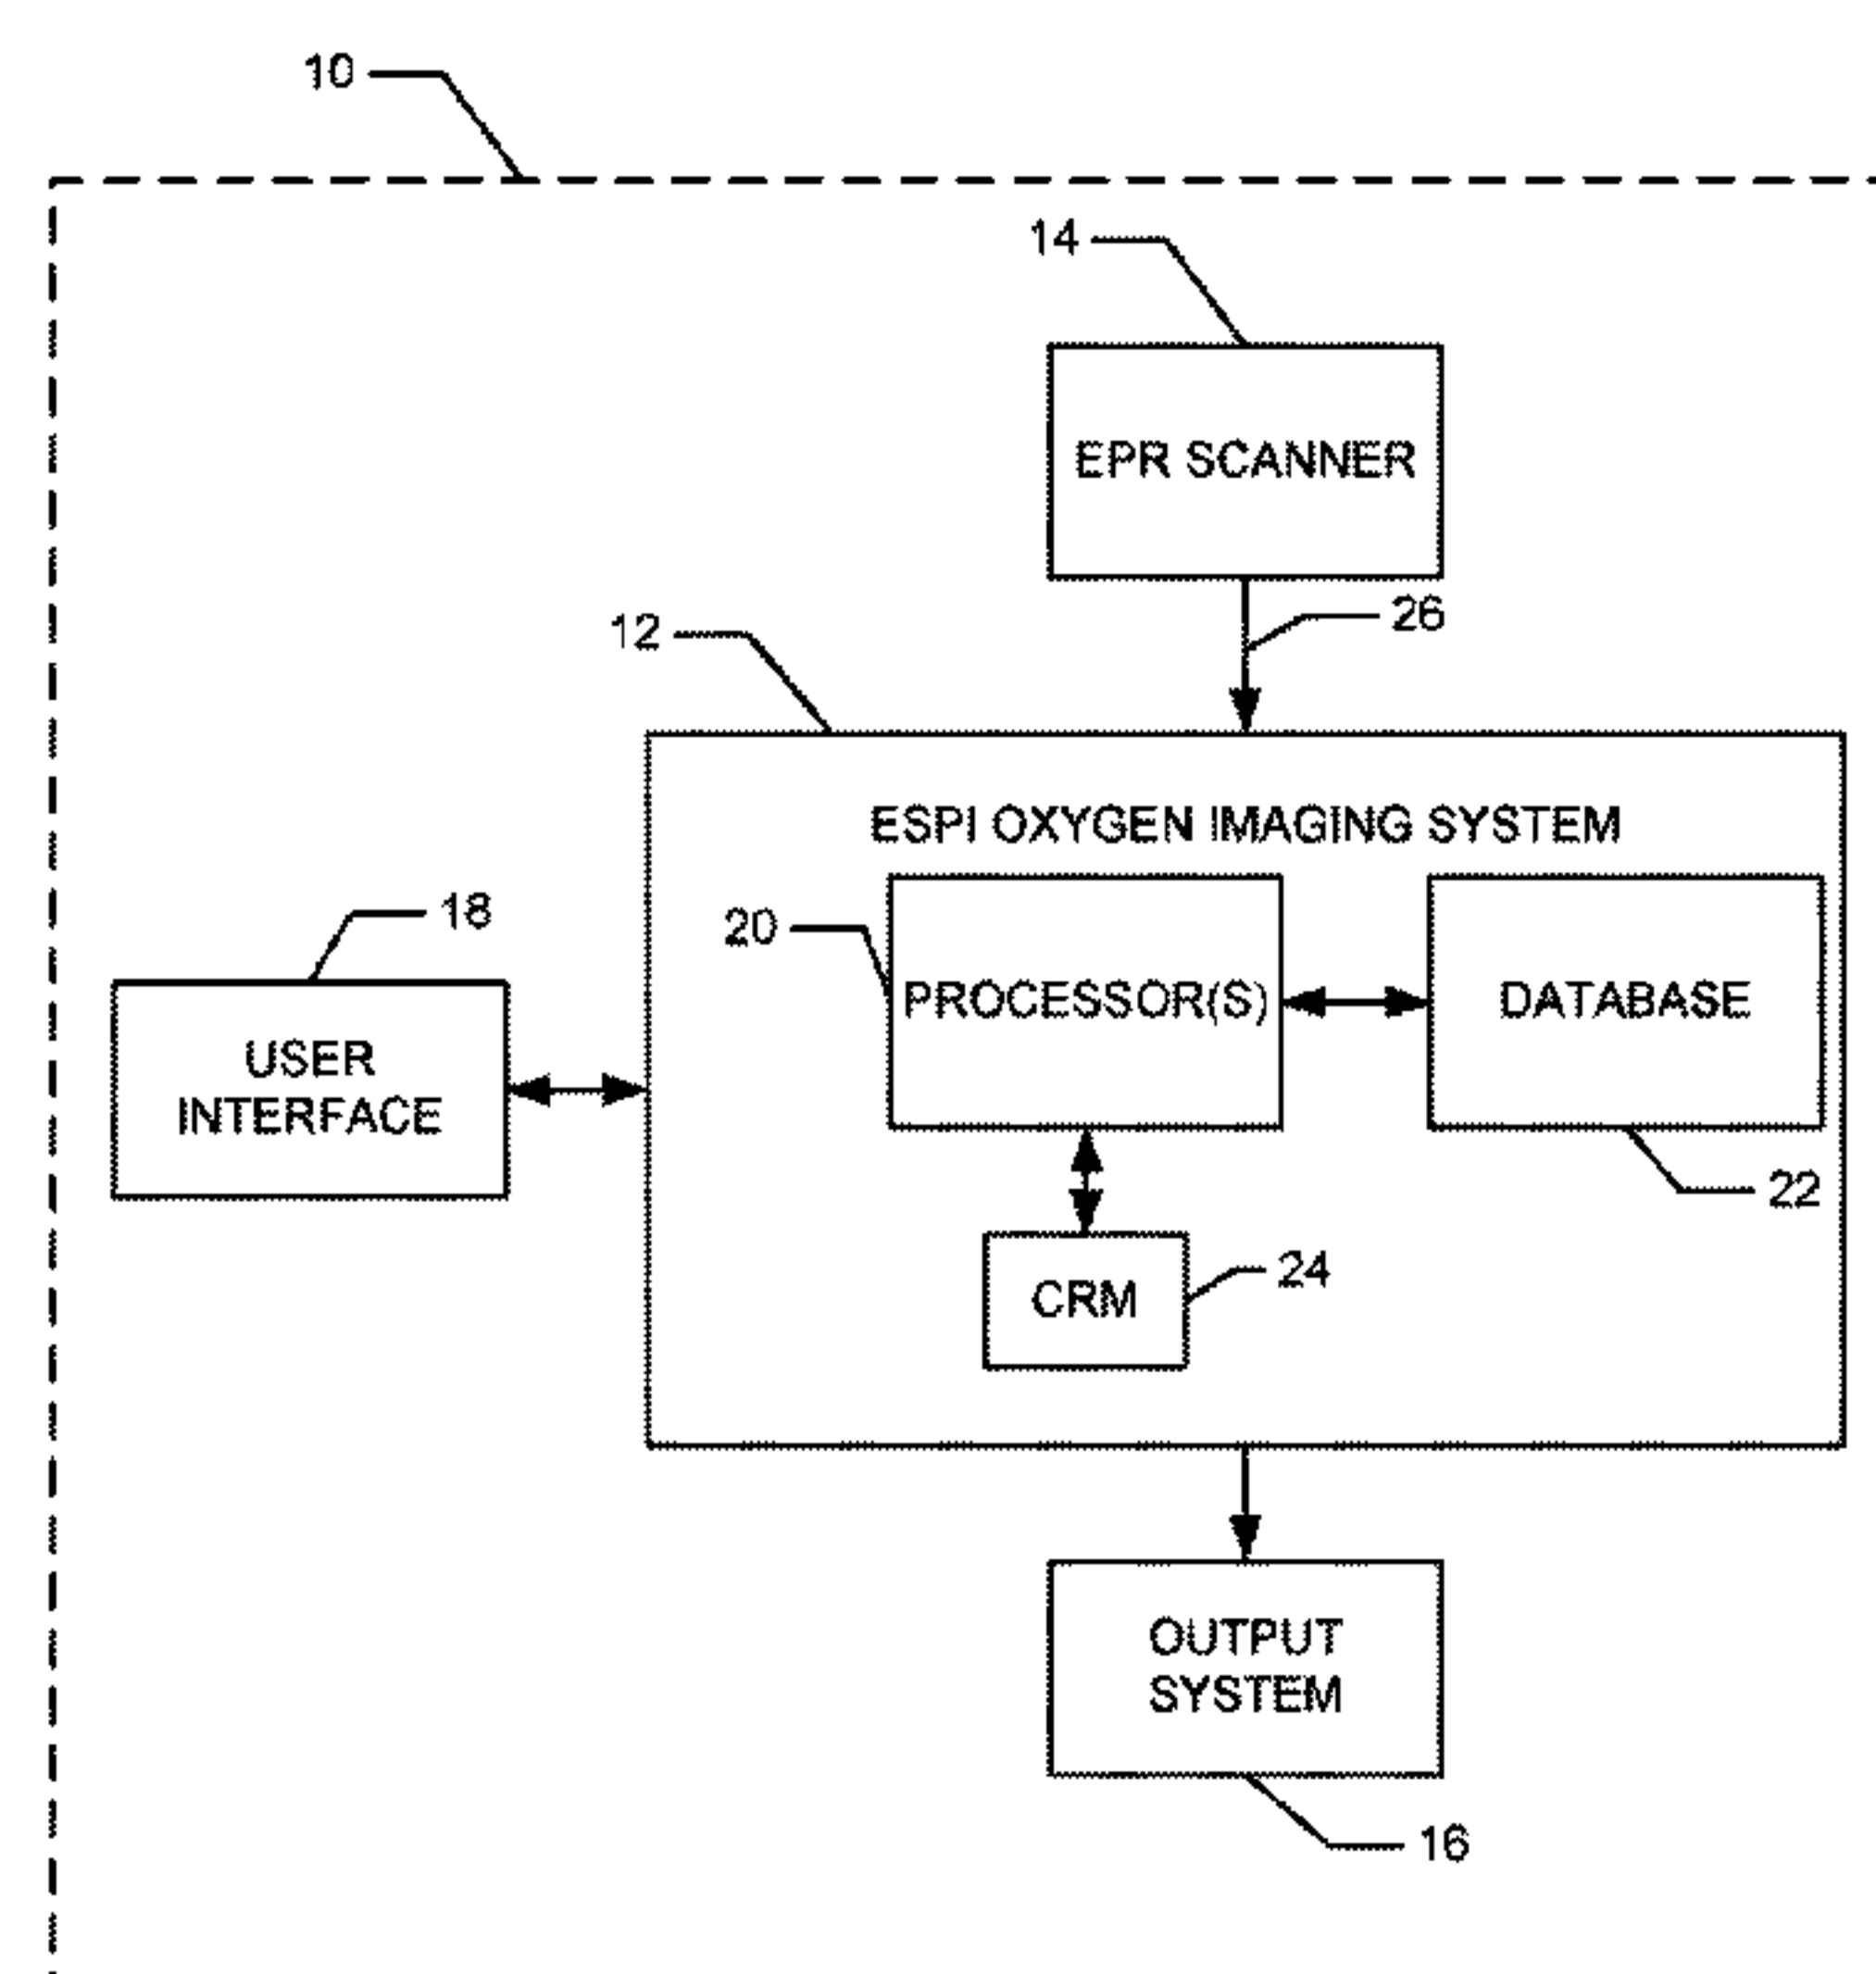 10
14
EPR SCANNER
26
12
ESPI OXYGEN IMAGING SYSTEM
18
20
PROCESSOR(S)
DATABASE
USER
INTERFACE
22
24
CRM
OUTPUT
SYSTEM
16